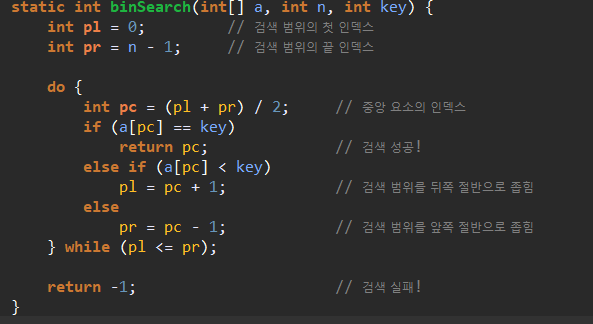 static int binSearch(int[] a, int n, int key) {
    int pl = 0;          // 검색 범위의 첫 인덱스
    int pr = n - 1;      // 검색 범위의 끝 인덱스

    do {
        int pc = (pl + pr) / 2;      // 중앙 요소의 인덱스
        if (a[pc] == key)
            return pc;               // 검색 성공!
        else if (a[pc] < key)
            pl = pc + 1;             // 검색 범위를 뒤쪽 절반으로 좁힘
        else
            pr = pc - 1;             // 검색 범위를 앞쪽 절반으로 좁힘
    } while (pl <= pr);

    return -1;                       // 검색 실패!
}